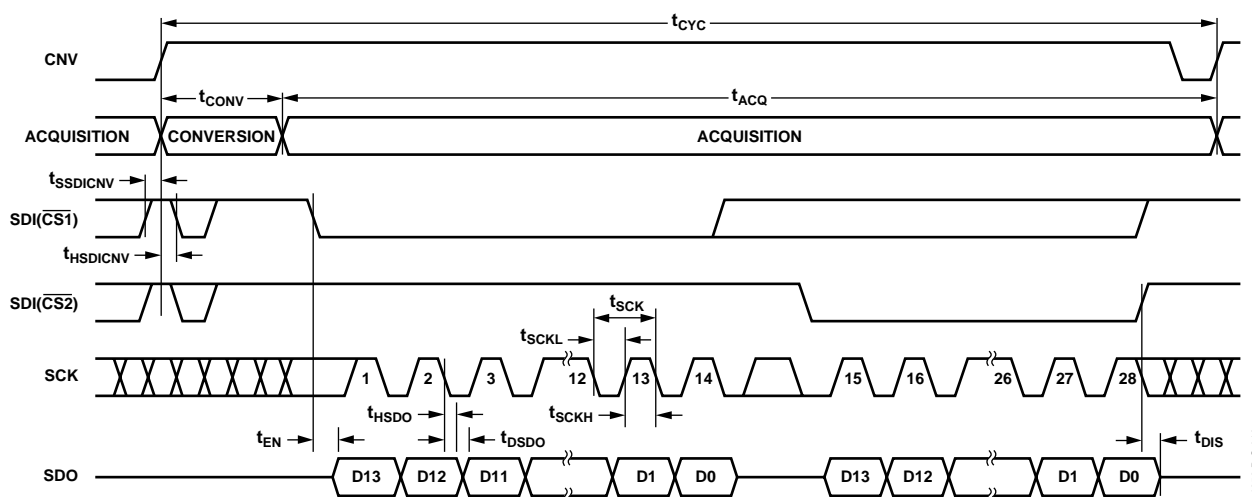 tCYC
CNV
tCONV
tACQ
ACQUISITION CONVERSION ACQUISITION
tSSDICNV
SDI(CS1)
tHSDICNV
SDI(CS2)
tSCK
tSCKL
SCK 1 2 3 12 13 14 15 16 26 27 28
tHSDO tSCKH
tEN tDSDO tDIS
SDO D13 D12 D11 D1 D0 D13 D12 D1 D0